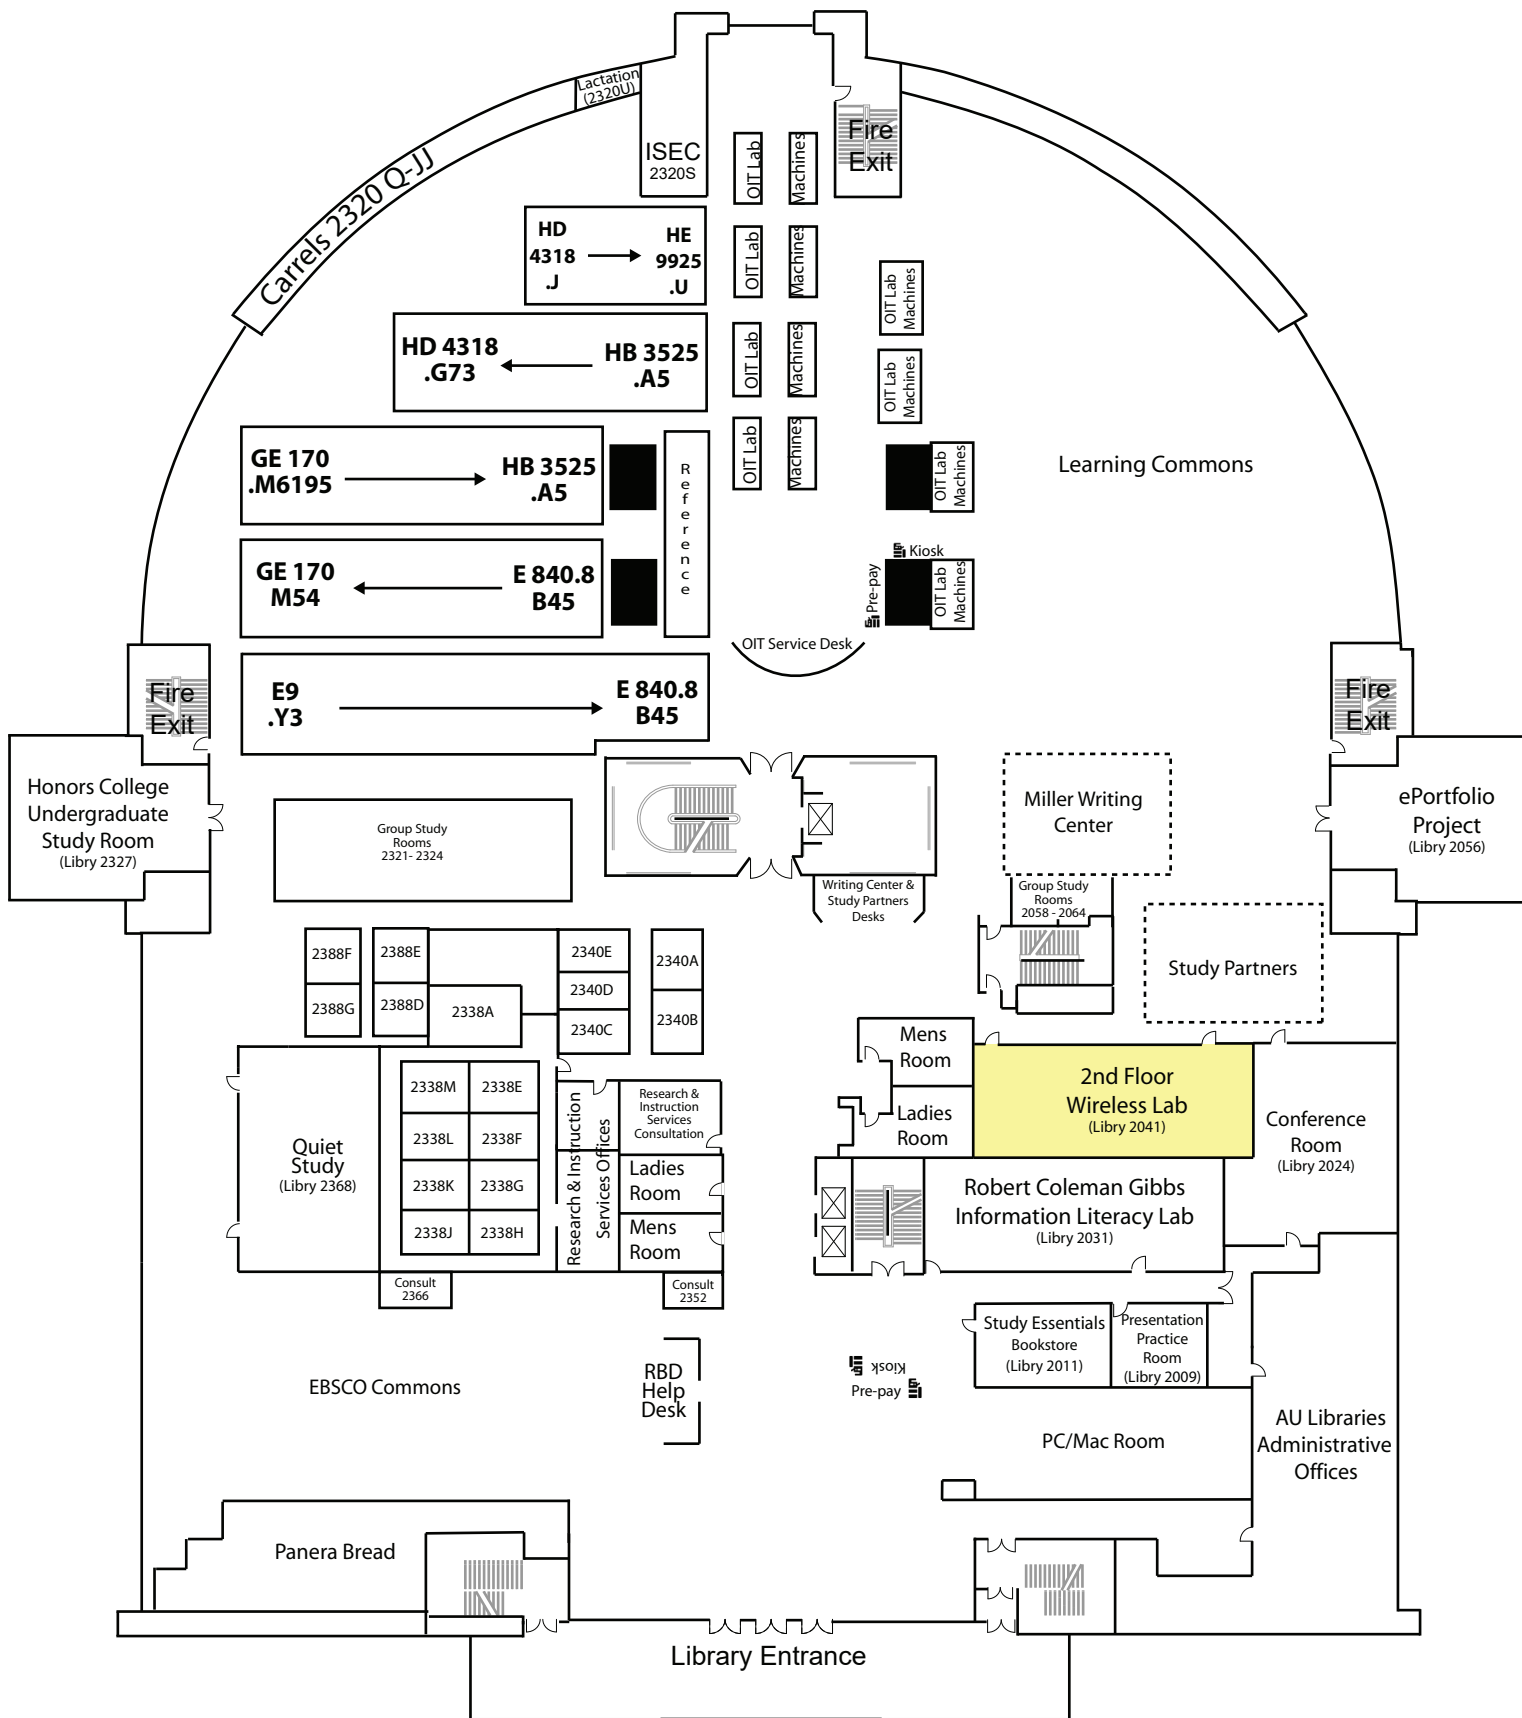 Lactation
(2320U)
Carrels 2320 Q-JJ
ISEC
2320S
Fire
Exit
OIT Lab
Machines
OIT Lab
Machines
OIT Lab
Machines
OIT Lab
Machines
OIT Lab
Machines
OIT Lab
Machines
OIT Lab
Machines
OIT Lab
Machines
HD
4318
.J
HE
9925
.U
HD 4318
.G73
HB 3525
.A5
GE 170
.M6195
HB 3525
.A5
GE 170
M54
E 840.8
B45
E9
.Y3
E 840.8
B45
Reference
Learning Commons
Kiosk
Pre-pay
OIT Service Desk
Fire
Exit
Fire
Exit
Honors College
Undergraduate
Study Room
(Libry 2327)
Group Study
Rooms
2321- 2324
Writing Center &
Study Partners
Desks
Miller Writing
Center
Group Study
Rooms
2058 - 2064
ePortfolio
Project
(Libry 2056)
Study Partners
2388F
2388G
2388E
2388D
2338A
2340E
2340D
2340C
2340A
2340B
Mens
Room
Ladies
Room
2nd Floor
Wireless Lab
(Libry 2041)
Conference
Room
(Libry 2024)
Quiet
Study
(Libry 2368)
2338M
2338E
2338L
2338F
2338K
2338G
2338J
2338H
Research & Instruction
Services Offices
Research &
Instruction
Services
Consultation
Ladies
Room
Mens
Room
Robert Coleman Gibbs
Information Literacy Lab
(Libry 2031)
Consult
2366
Consult
2352
Study Essentials
Bookstore
(Libry 2011)
Presentation
Practice
Room
(Libry 2009)
EBSCO Commons
RBD
Help
Desk
Kiosk
Pre-pay
PC/Mac Room
AU Libraries
Administrative
Offices
Panera Bread
Library Entrance